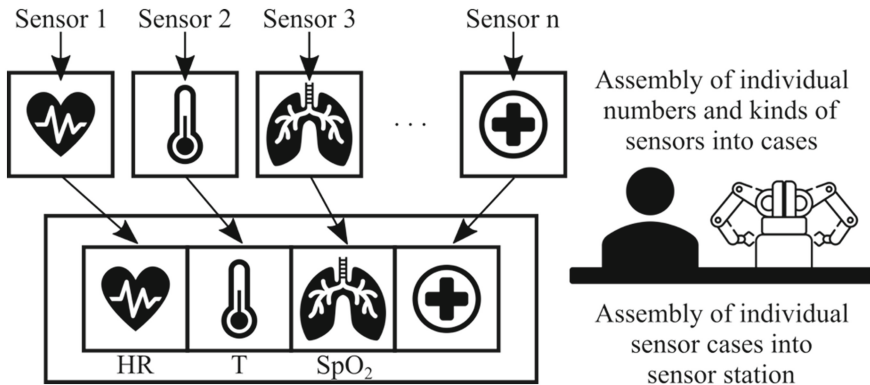 Sensor 1 Sensor 2 Sensor 3 Sensor n
. . .
Assembly of individual
numbers and kinds of
sensors into cases
HR T SpO₂
Assembly of individual
sensor cases into
sensor station